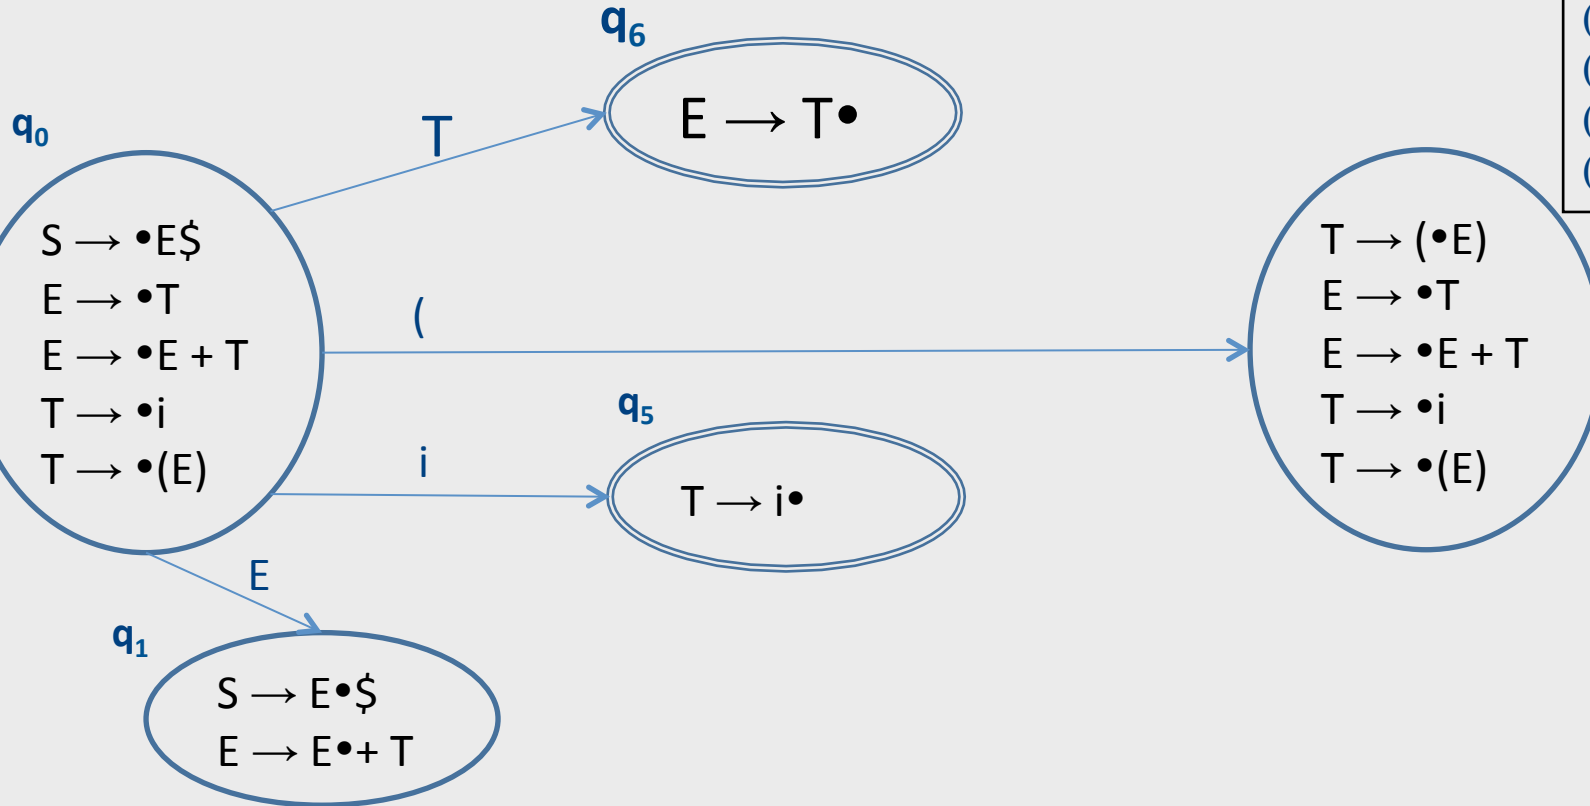 q₆
E → T•
q₀
T
S → •E$
E → •T
E → •E + T
T → •i
T → •(E)
(
T → (•E)
E → •T
E → •E + T
T → •i
T → •(E)
q₅
i
T → i•
E
q₁
S → E•$
E → E•+ T
(
(
(
(